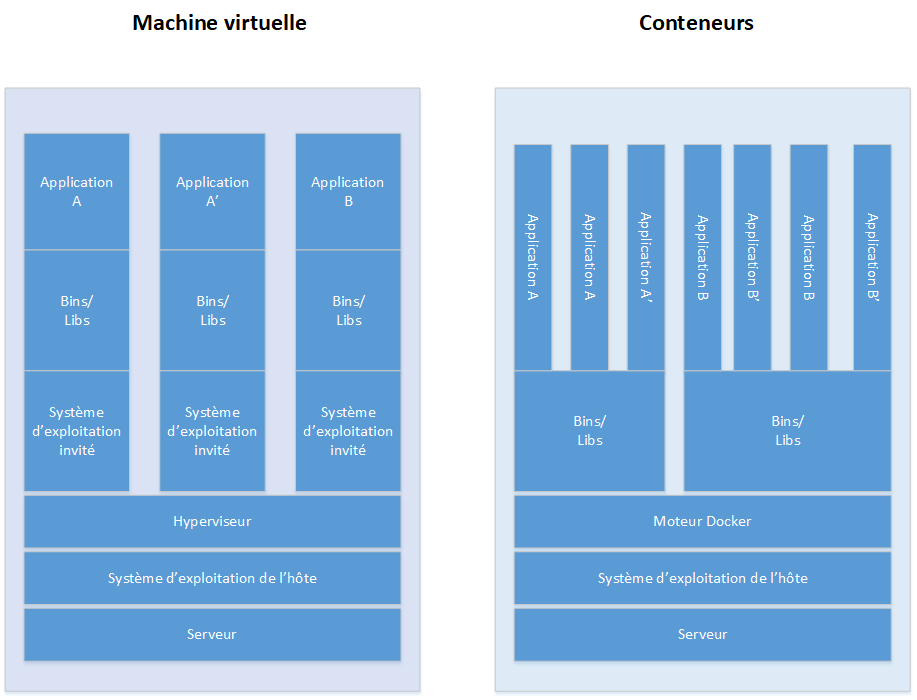 Machine virtuelle
Application
A
Application
A’
Application
B
Bins/
Libs
Bins/
Libs
Bins/
Libs
Système
d’exploitation
invité
Système
d’exploitation
invité
Système
d’exploitation
invité
Hyperviseur
Système d’exploitation de l’hôte
Serveur
Conteneurs
Application A
Application A
Application A’
Application B
Application B’
Application B
Application B’
Bins/
Libs
Bins/
Libs
Moteur Docker
Système d’exploitation de l’hôte
Serveur